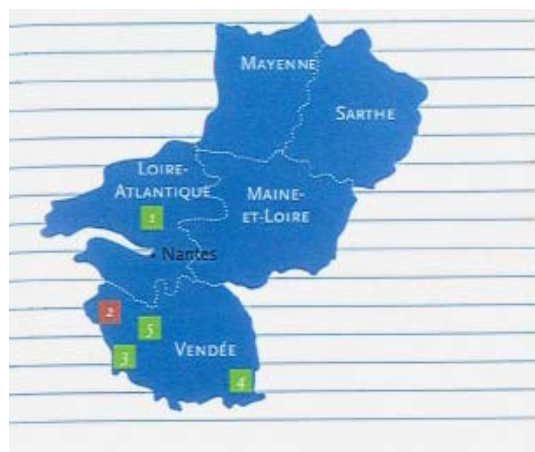 MAYENNE
SARTHE
LOIRE-
ATLANTIQUE
MAINE-
ET-LOIRE
1
Nantes
2
5
VENDÉE
3
4